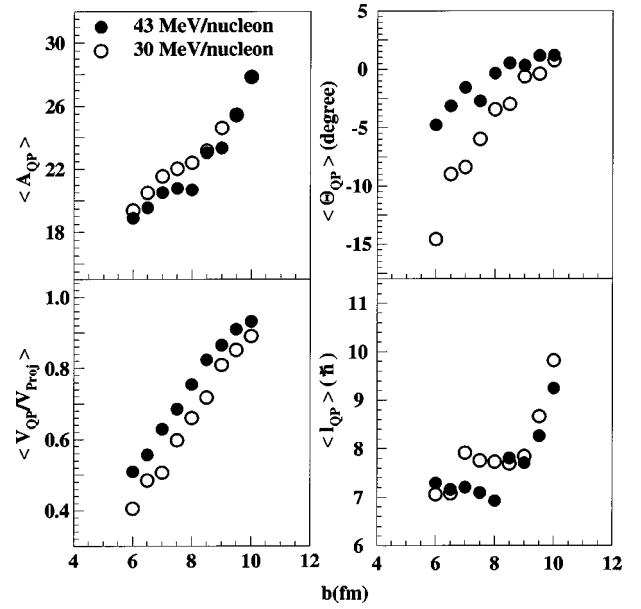 43 MeV/nucleon
30 MeV/nucleon
28
26
22
18
< A_QP >
0
-5
-10
-15
< Θ_QP > (degree)
1.0
0.8
0.6
0.4
< V_QP/V_Proj >
4 6 8 10 12
11
10
9
8
7
6
< l_QP > (ħ)
4 6 8 10 12
b(fm)